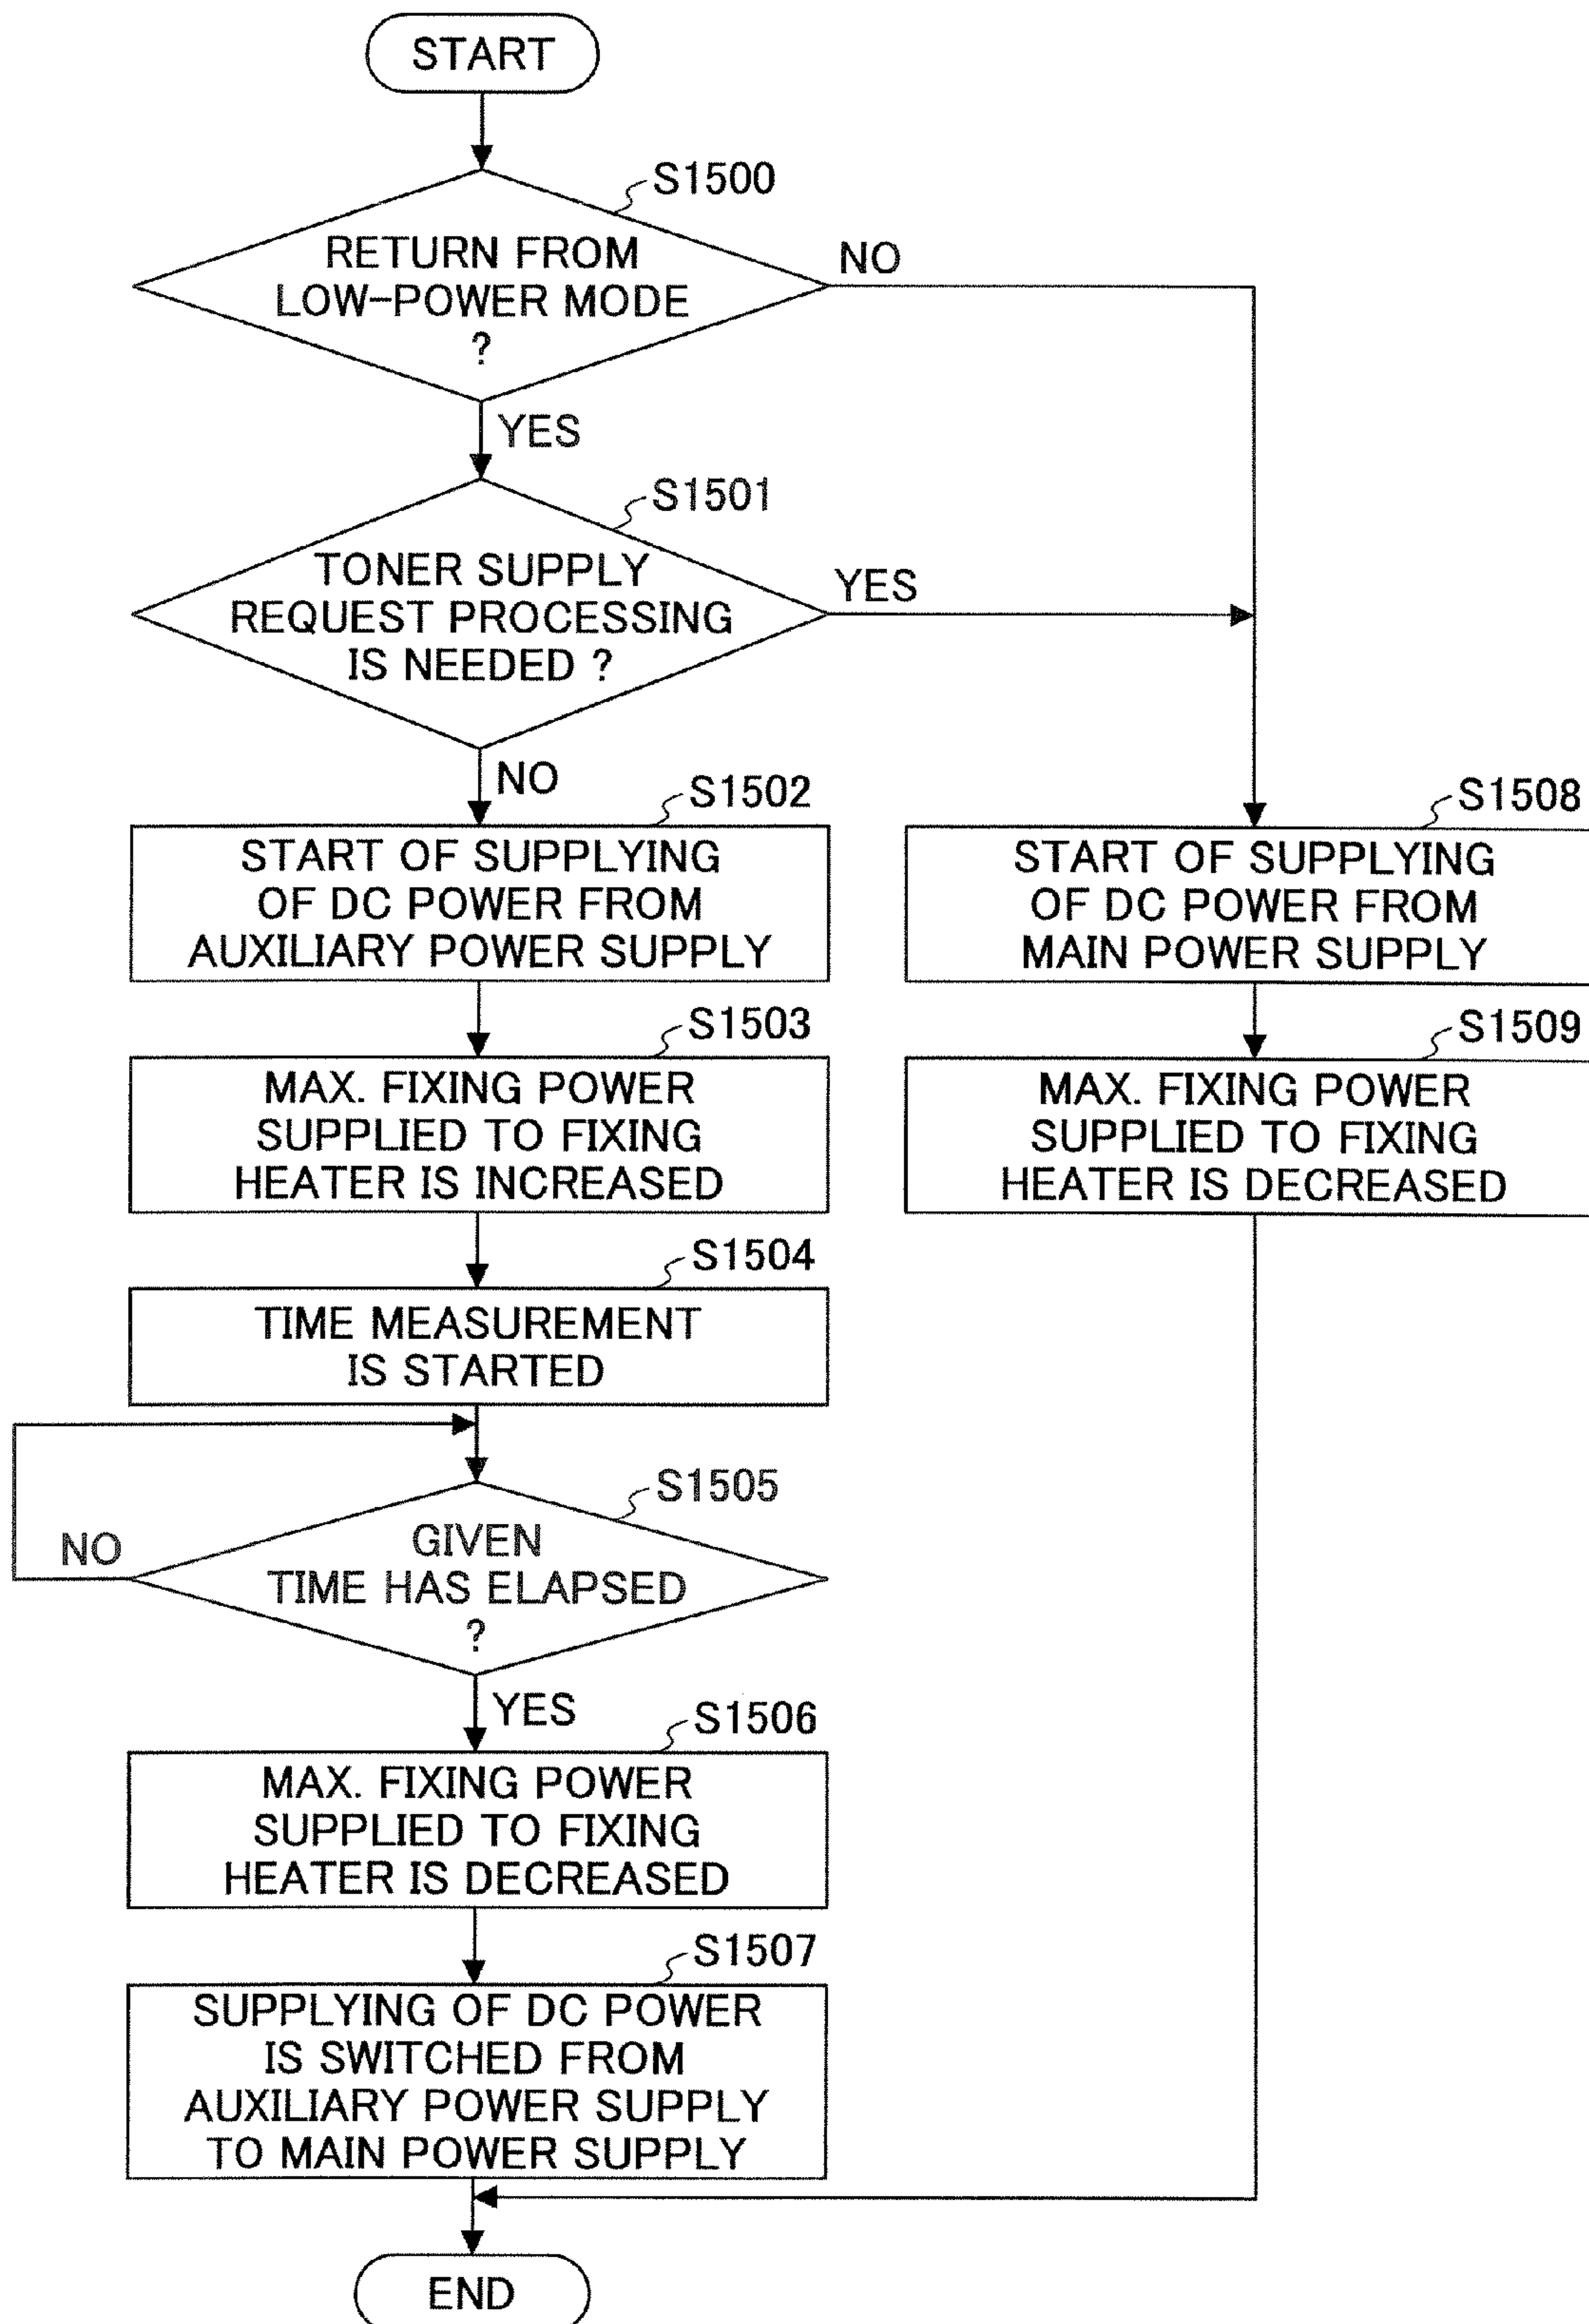 START
S1500
RETURN FROM
LOW-POWER MODE
?
NO
YES
S1501
TONER SUPPLY
REQUEST PROCESSING
IS NEEDED ?
YES
NO
S1502
START OF SUPPLYING
OF DC POWER FROM
AUXILIARY POWER SUPPLY
S1508
START OF SUPPLYING
OF DC POWER FROM
MAIN POWER SUPPLY
S1503
MAX. FIXING POWER
SUPPLIED TO FIXING
HEATER IS INCREASED
S1509
MAX. FIXING POWER
SUPPLIED TO FIXING
HEATER IS DECREASED
S1504
TIME MEASUREMENT
IS STARTED
S1505
GIVEN
TIME HAS ELAPSED
?
NO
YES
S1506
MAX. FIXING POWER
SUPPLIED TO FIXING
HEATER IS DECREASED
S1507
SUPPLYING OF DC POWER
IS SWITCHED FROM
AUXILIARY POWER SUPPLY
TO MAIN POWER SUPPLY
END